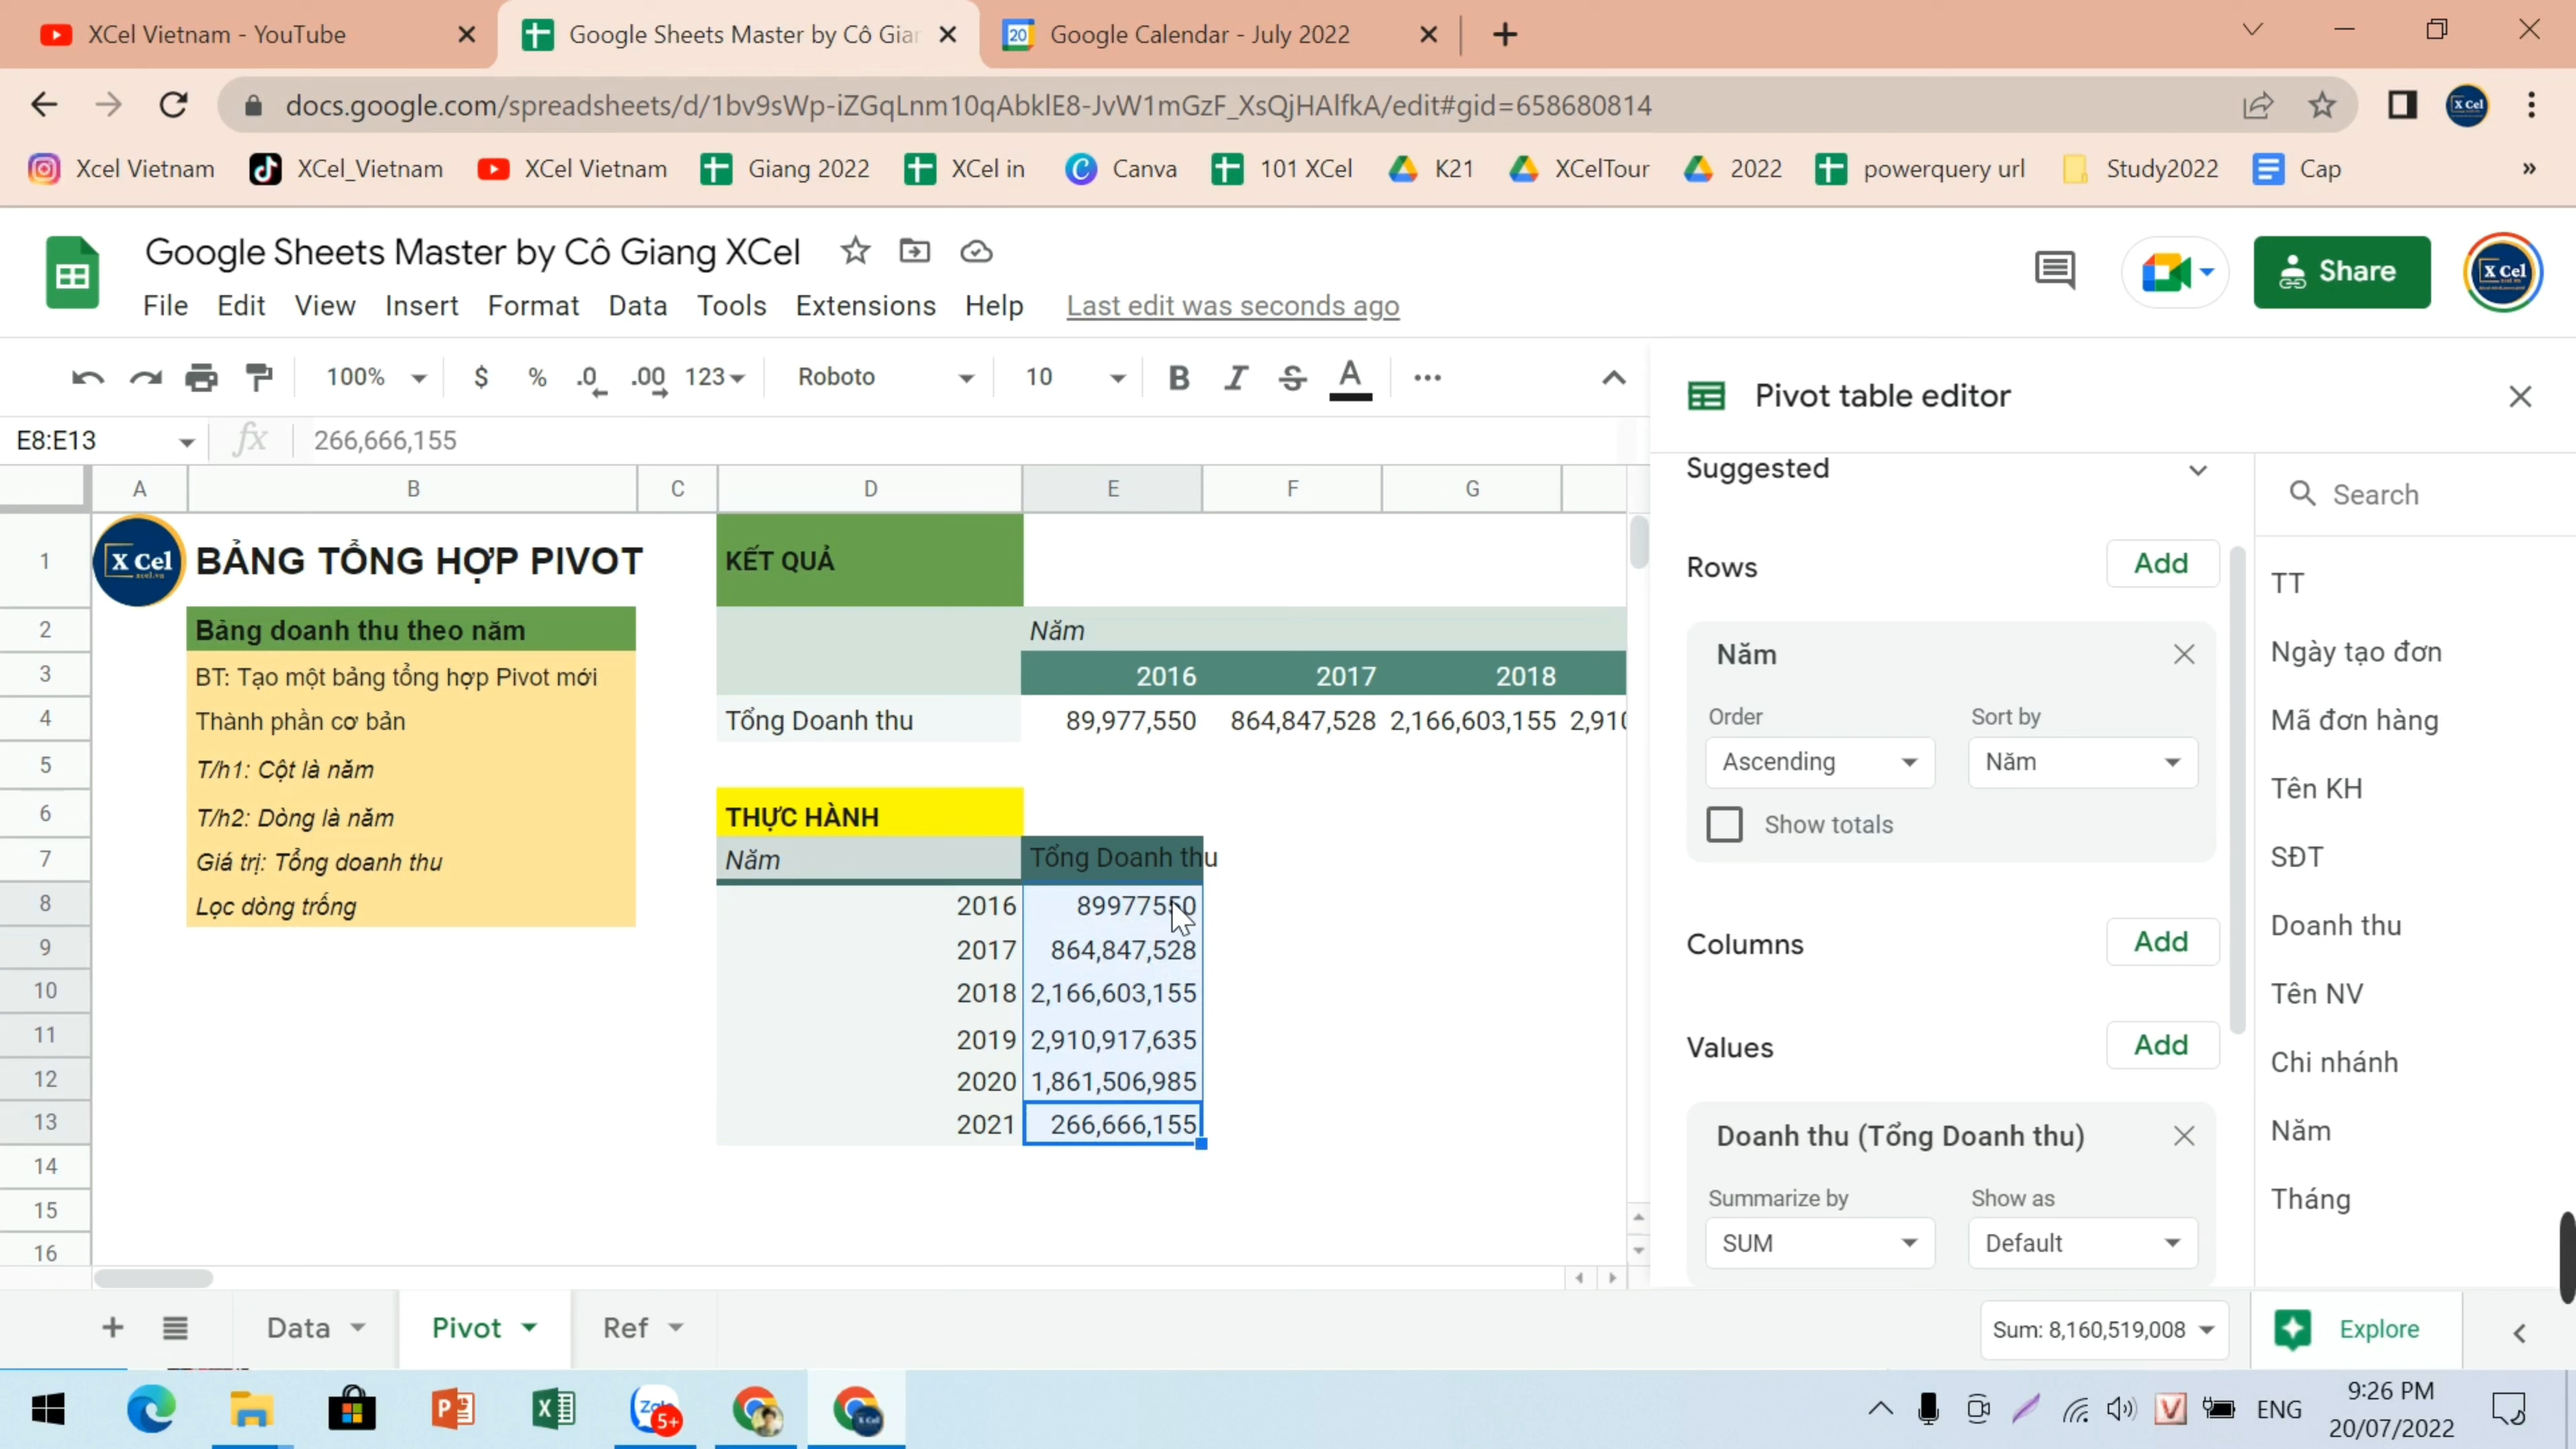 XCel Vietnam - YouTube
Google Sheets Master by Cô Giar
Google Calendar - July 2022
docs.google.com/spreadsheets/d/1bv9sWp-iZGqLnm10qAbklE8-JvW1mGzF_XsQjHAlfkA/edit#gid=658680814
Xcel Vietnam
XCel_Vietnam
XCel Vietnam
Giang 2022
XCel in
Canva
101 XCel
K21
XCelTour
2022
powerquery url
Study2022
Cap
Google Sheets Master by Cô Giang XCel
File Edit View Insert Format Data Tools Extensions Help Last edit was seconds ago
Share
X Cel
100% $ % .0 .00 123 Roboto 10 B I S A
E8:E13 fx 266,666,155
A B C D E F G
1 X Cel BẢNG TỔNG HỢP PIVOT KẾT QUẢ
2 Bảng doanh thu theo năm Năm
3 BT: Tạo một bảng tổng hợp Pivot mới 2016 2017 2018
4 Thành phần cơ bản Tổng Doanh thu 89,977,550 864,847,528 2,166,603,155 2,910
5 T/h1: Cột là năm
6 T/h2: Dòng là năm THỰC HÀNH
7 Giá trị: Tổng doanh thu Năm Tổng Doanh thu
8 Lọc dòng trống 2016 89977550
9 2017 864,847,528
10 2018 2,166,603,155
11 2019 2,910,917,635
12 2020 1,861,506,985
13 2021 266,666,155
14
15
16
Pivot table editor
Suggested
Rows Add
Năm
Order Sort by
Ascending Năm
Show totals
Columns Add
Values Add
Doanh thu (Tổng Doanh thu)
Summarize by Show as
SUM Default
Search
TT
Ngày tạo đơn
Mã đơn hàng
Tên KH
SĐT
Doanh thu
Tên NV
Chi nhánh
Năm
Tháng
Data Pivot Ref
Sum: 8,160,519,008
Explore
5+
ENG
9:26 PM
20/07/2022